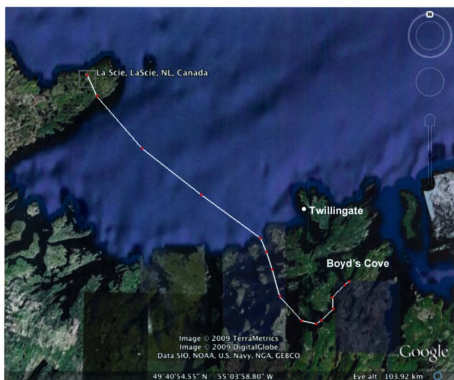 N
La Scie, LaScie, NL, Canada
Twillingate
Boyd's Cove
Image © 2009 TerraMetrics
Image © 2009 DigitalGlobe
Data SIO, NOAA, U.S. Navy, NGA, GEBCO
Google
49°40'54.55" N 55°03'58.80" W Eye alt 103.92 km